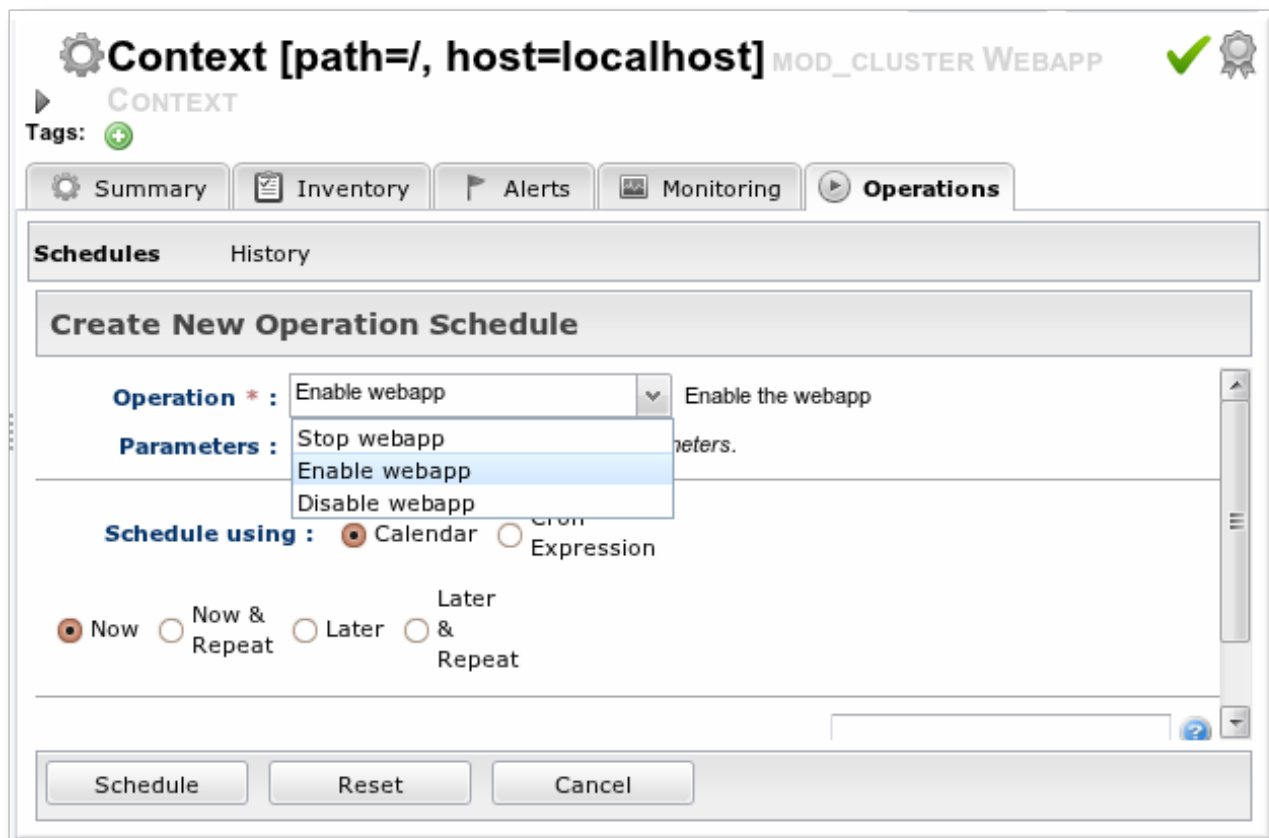 Context [path=/, host=localhost] MOD_CLUSTER WEBAPP
CONTEXT
Tags:
Summary Inventory Alerts Monitoring Operations
Schedules History
Create New Operation Schedule
Operation * : Enable webapp Enable the webapp
Parameters :
Stop webapp
Enable webapp
Disable webapp
Schedule using : Calendar Cron
Expression
Now Now &
Repeat Later Later
&
Repeat
Schedule Reset Cancel